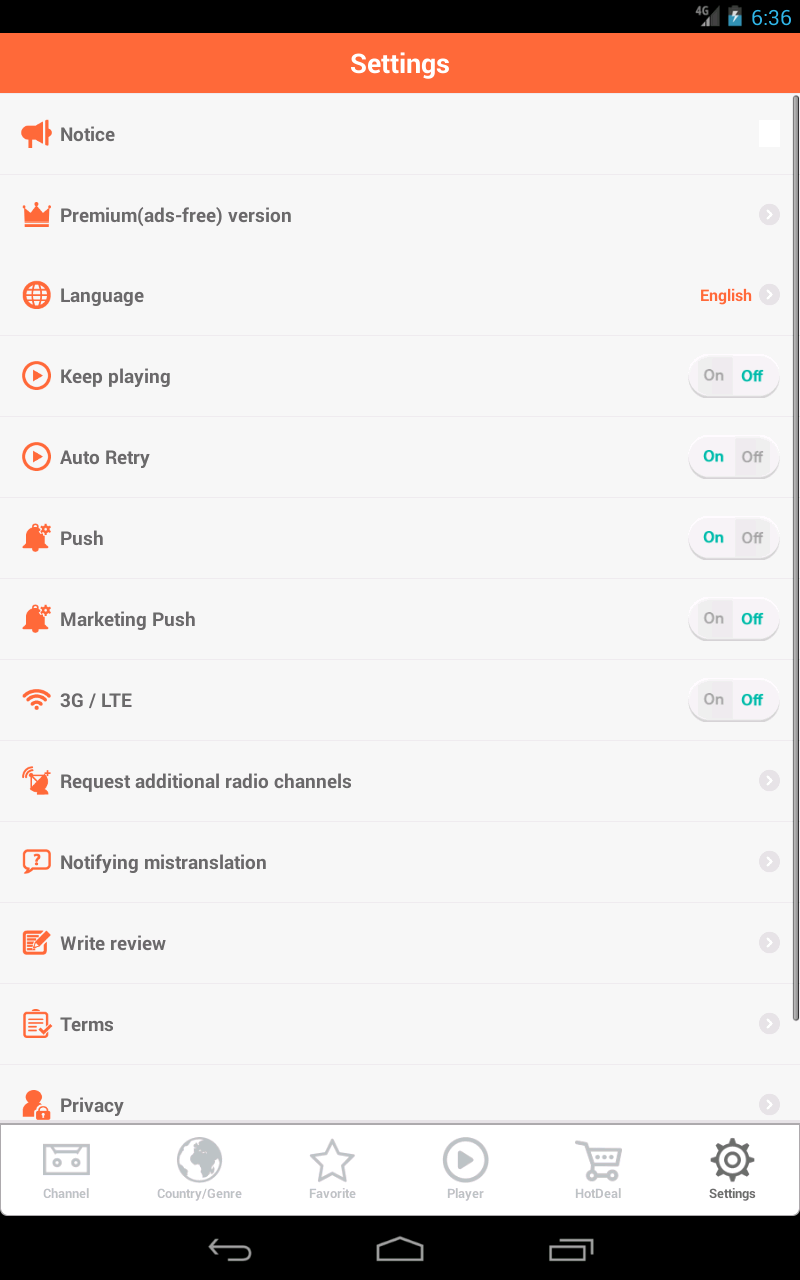 4G 6:36
Settings
Notice
Premium(ads-free) version
Language English
Keep playing On Off
Auto Retry On Off
Push On Off
Marketing Push On Off
3G / LTE On Off
Request additional radio channels
? Notifying mistranslation
Write review
Terms
Privacy
Channel Country/Genre Favorite Player HotDeal Settings